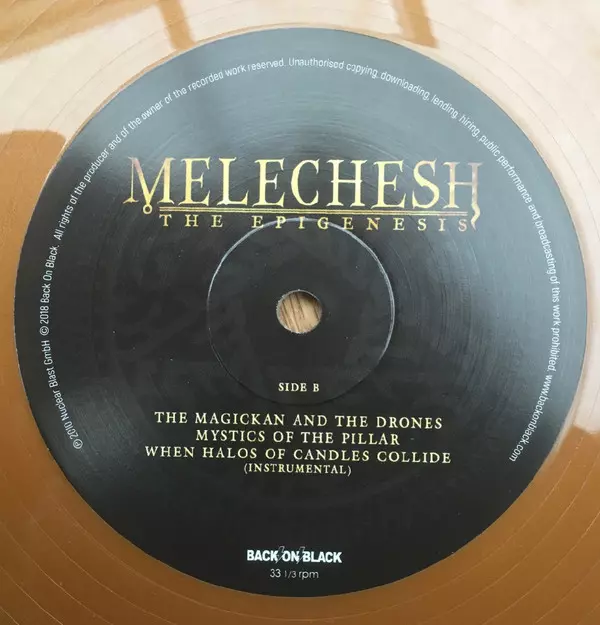 MELECHESH
THE EPIGENESIS
SIDE B
THE MAGICKAN AND THE DRONES
MYSTICS OF THE PILLAR
WHEN HALOS OF CANDLES COLLIDE
(INSTRUMENTAL)
BACK ON BLACK
33 1/3 rpm
℗ 2010 Nuclear Blast GmbH © 2018 Back On Black. All rights of the producer and of the owner of the recorded work reserved. Unauthorised copying, downloading, lending, hiring, public performance and broadcasting of this work prohibited. www.backonblack.com